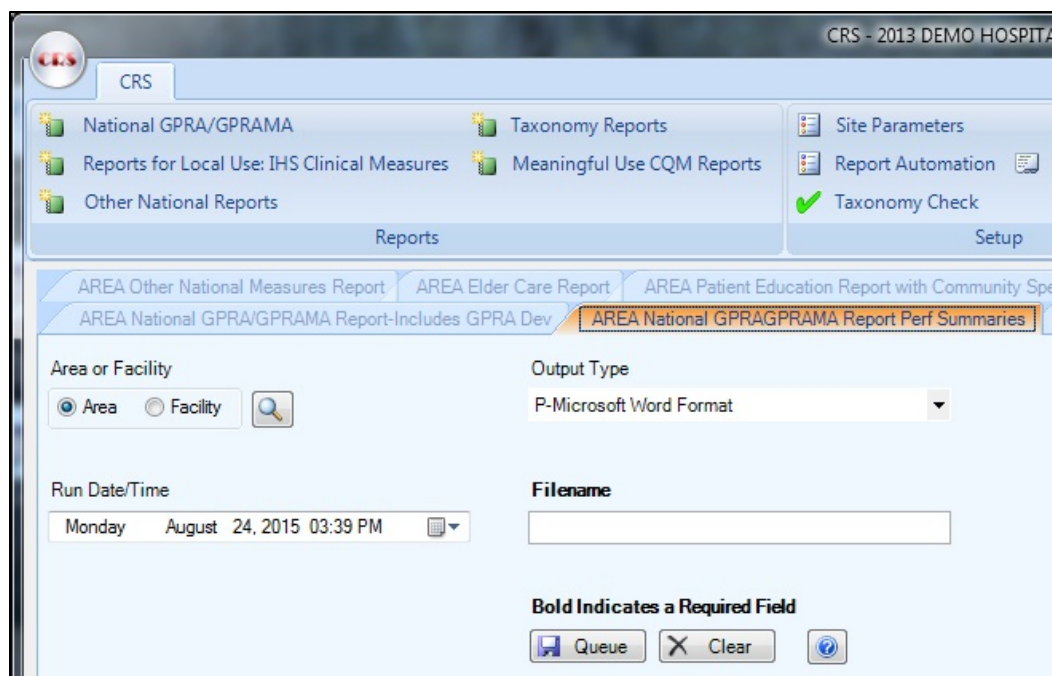 CRS - 2013 DEMO HOSPITA
CRS
CRS
National GPRA/GPRAMA
Taxonomy Reports
Site Parameters
Reports for Local Use: IHS Clinical Measures
Meaningful Use CQM Reports
Report Automation
Other National Reports
Taxonomy Check
Reports
Setup
AREA Other National Measures Report
AREA Elder Care Report
AREA Patient Education Report with Community Spe
AREA National GPRA/GPRAMA Report-Includes GPRA Dev
AREA National GPRAGPRAMA Report Perf Summaries
Area or Facility
Output Type
Area
Facility
P-Microsoft Word Format
Run Date/Time
Filename
Monday August 24, 2015 03:39 PM
Bold Indicates a Required Field
Queue
Clear